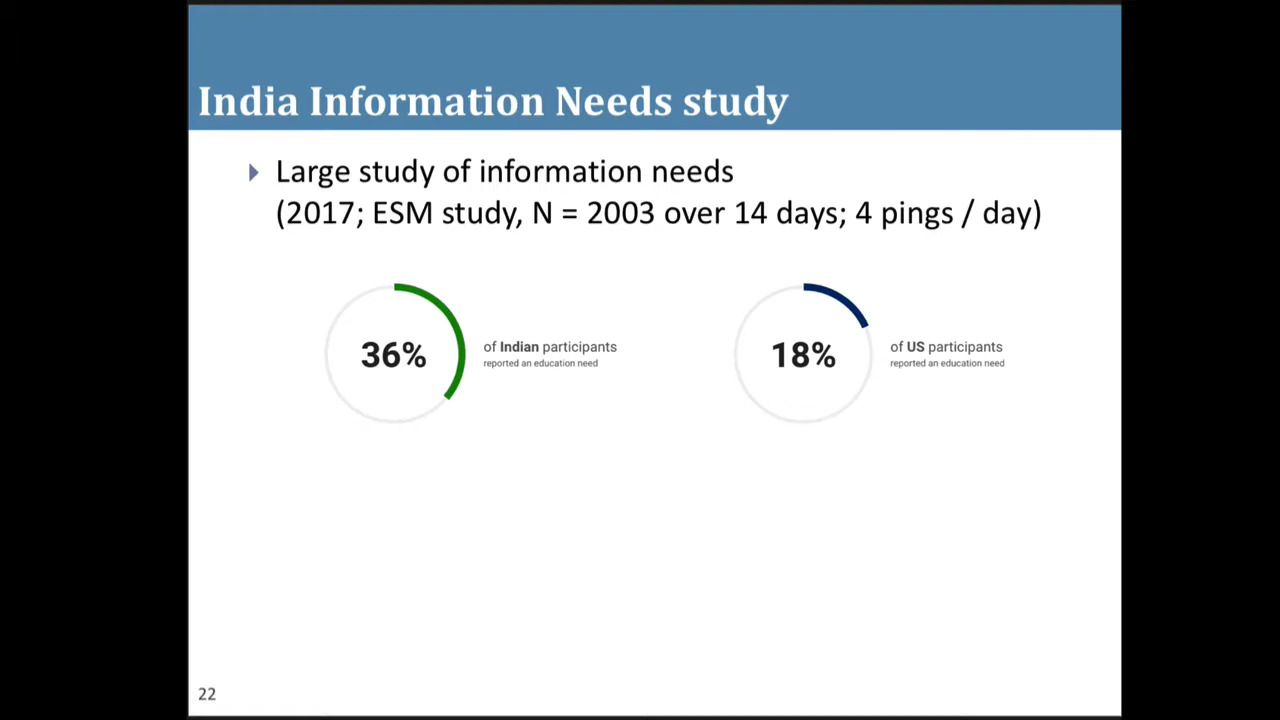 India Information Needs study
Large study of information needs
(2017; ESM study, N = 2003 over 14 days; 4 pings / day)
36%
of Indian participants
reported an education need
18%
of US participants
reported an education need
22